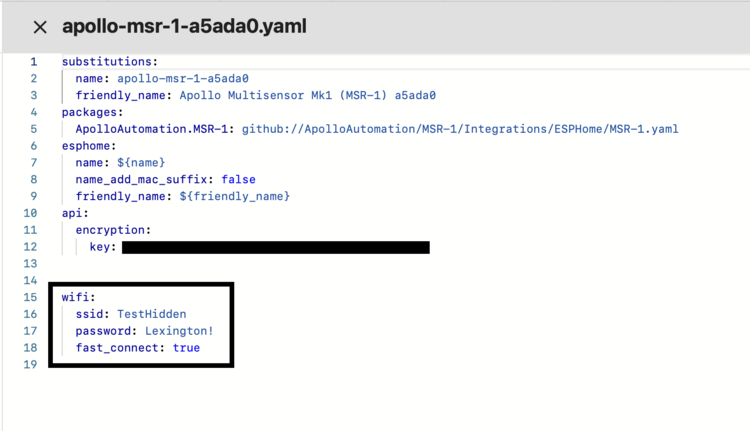 × apollo-msr-1-a5ada0.yaml
1 substitutions:
2   name: apollo-msr-1-a5ada0
3   friendly_name: Apollo Multisensor Mk1 (MSR-1) a5ada0
4 packages:
5   ApolloAutomation.MSR-1: github://ApolloAutomation/MSR-1/Integrations/ESPHome/MSR-1.yaml
6 esphome:
7   name: ${name}
8   name_add_mac_suffix: false
9   friendly_name: ${friendly_name}
10 api:
11   encryption:
12     key:
13
14
15 wifi:
16   ssid: TestHidden
17   password: Lexington!
18   fast_connect: true
19